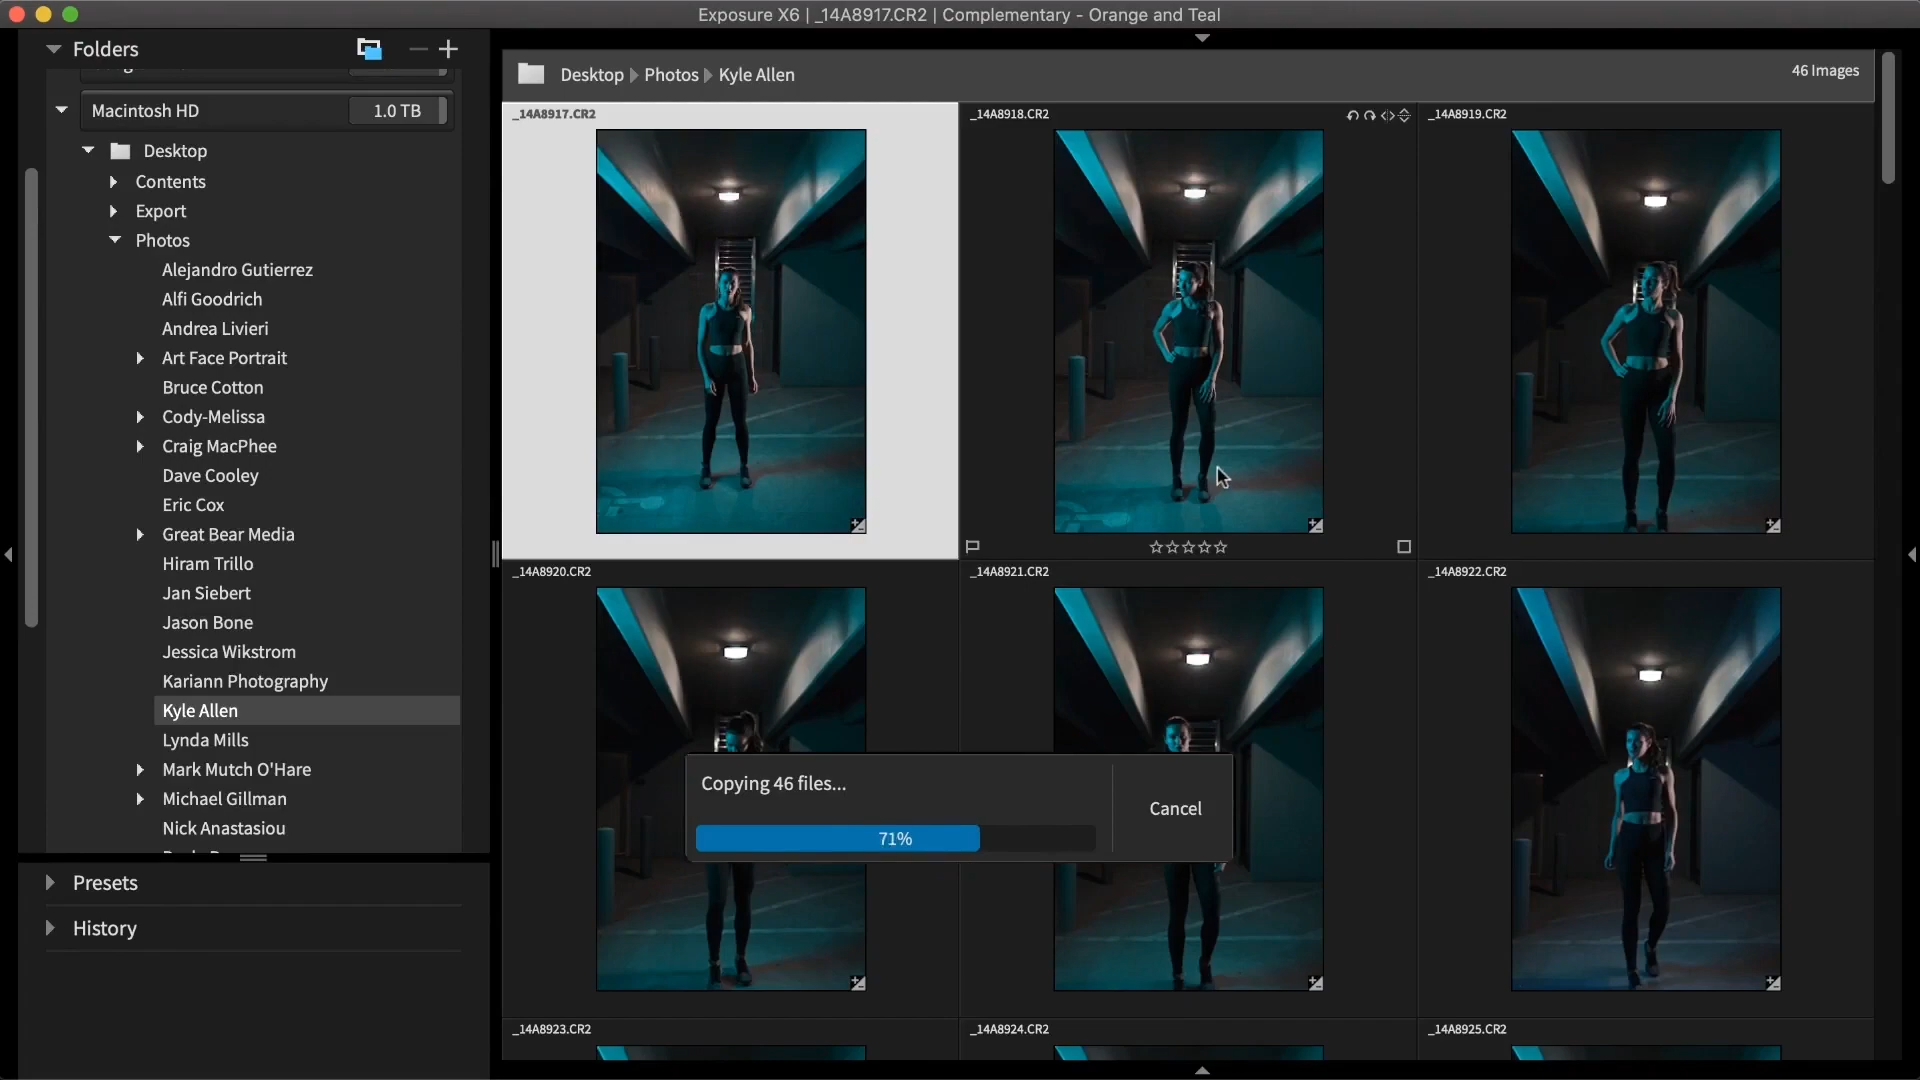 Exposure X6 | _14A8917.CR2 | Complementary - Orange and Teal
Folders
Macintosh HD
1.0 TB
Desktop
Contents
Export
Photos
Alejandro Gutierrez
Alfi Goodrich
Andrea Livieri
Art Face Portrait
Bruce Cotton
Cody-Melissa
Craig MacPhee
Dave Cooley
Eric Cox
Great Bear Media
Hiram Trillo
Jan Siebert
Jason Bone
Jessica Wikstrom
Kariann Photography
Kyle Allen
Lynda Mills
Mark Mutch O'Hare
Michael Gillman
Nick Anastasiou
Presets
History
Desktop Photos Kyle Allen
46 Images
_14A8917.CR2
_14A8918.CR2
_14A8919.CR2
_14A8920.CR2
_14A8921.CR2
_14A8922.CR2
Copying 46 files...
71%
Cancel
_14A8923.CR2
_14A8924.CR2
_14A8925.CR2